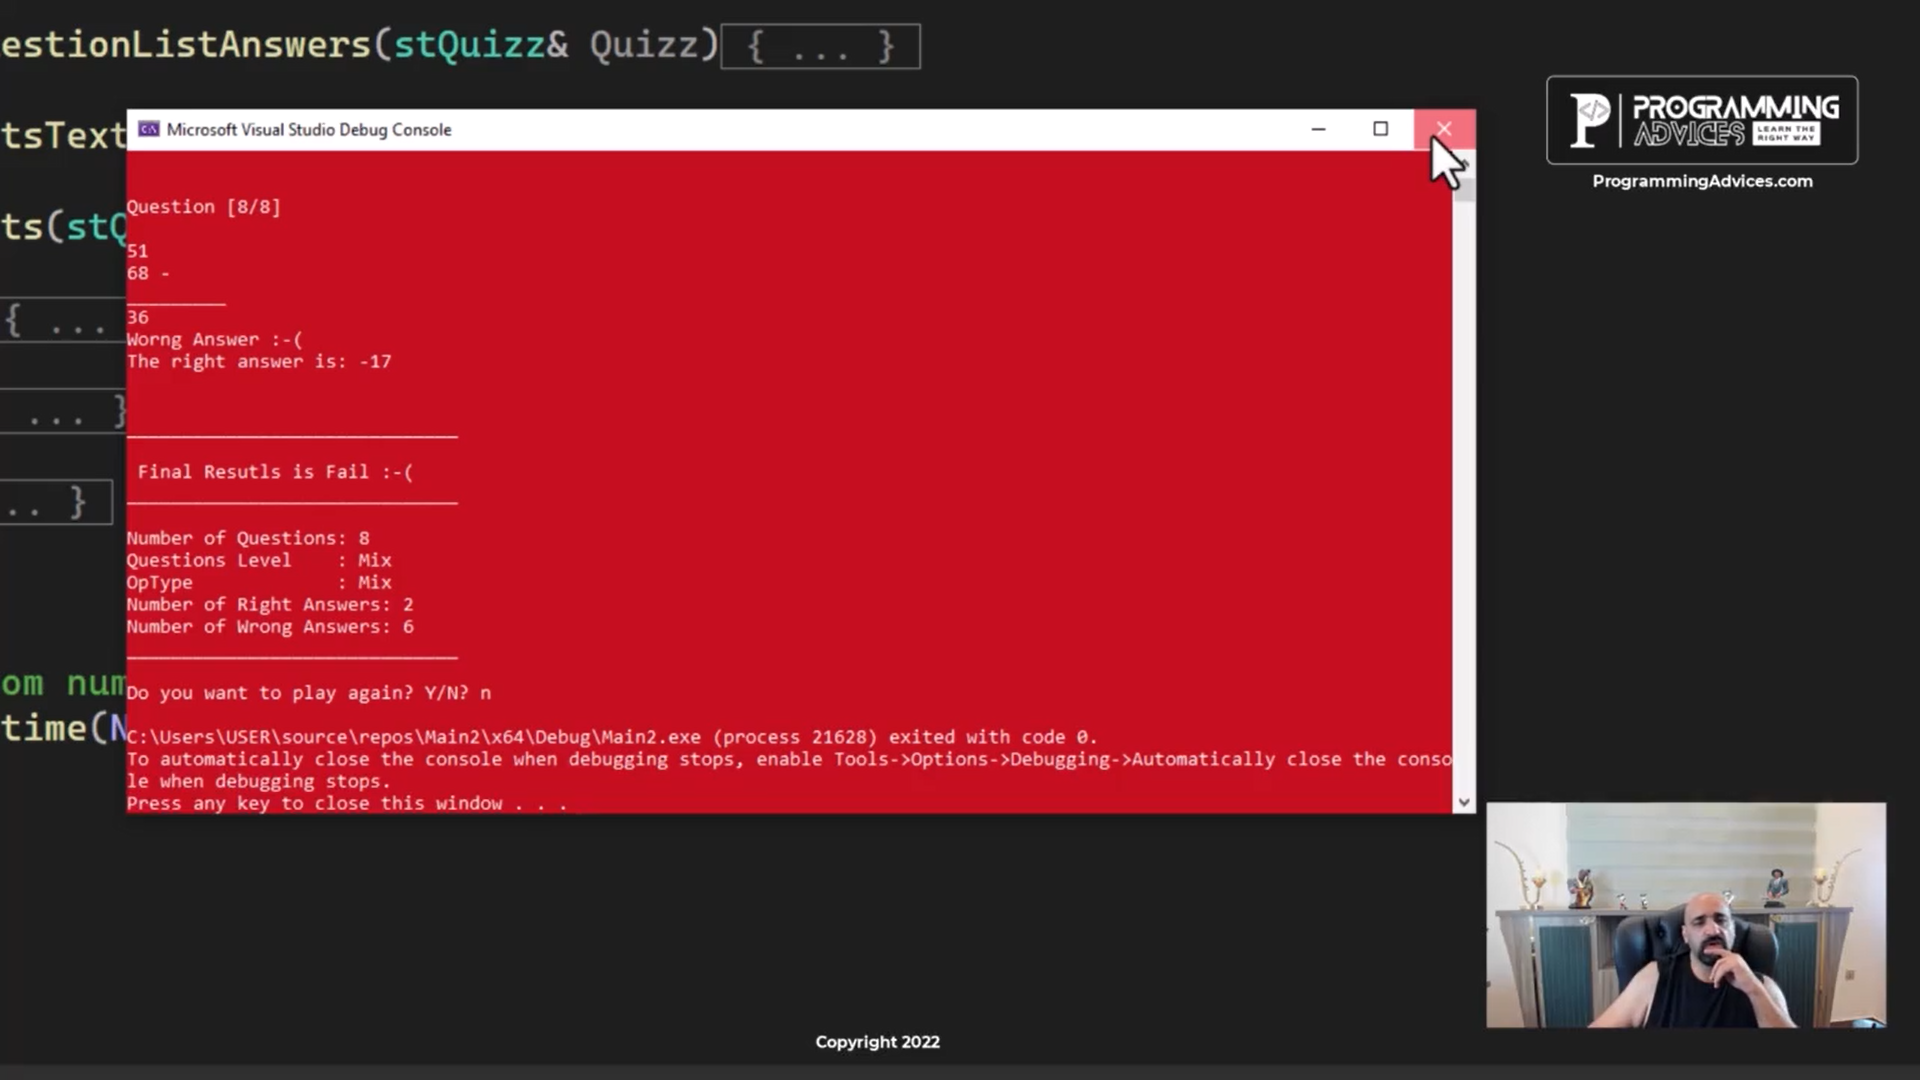 estionListAnswers(stQuizz& Quizz){ ... }
PROGRAMMING
ADVICES LEARN THE RIGHT WAY
ProgrammingAdvices.com
tsText
ts(stQ
{ ...
... }
.. }
om num
time(N
Microsoft Visual Studio Debug Console
Question [8/8]
51
68 -
_________
36
Worng Answer :-(
The right answer is: -17
______________________________
Final Resutls is Fail :-(
______________________________
Number of Questions: 8
Questions Level    : Mix
OpType             : Mix
Number of Right Answers: 2
Number of Wrong Answers: 6
______________________________
Do you want to play again? Y/N? n
C:\Users\USER\source\repos\Main2\x64\Debug\Main2.exe (process 21628) exited with code 0.
To automatically close the console when debugging stops, enable Tools->Options->Debugging->Automatically close the conso
le when debugging stops.
Press any key to close this window . . .
Copyright 2022